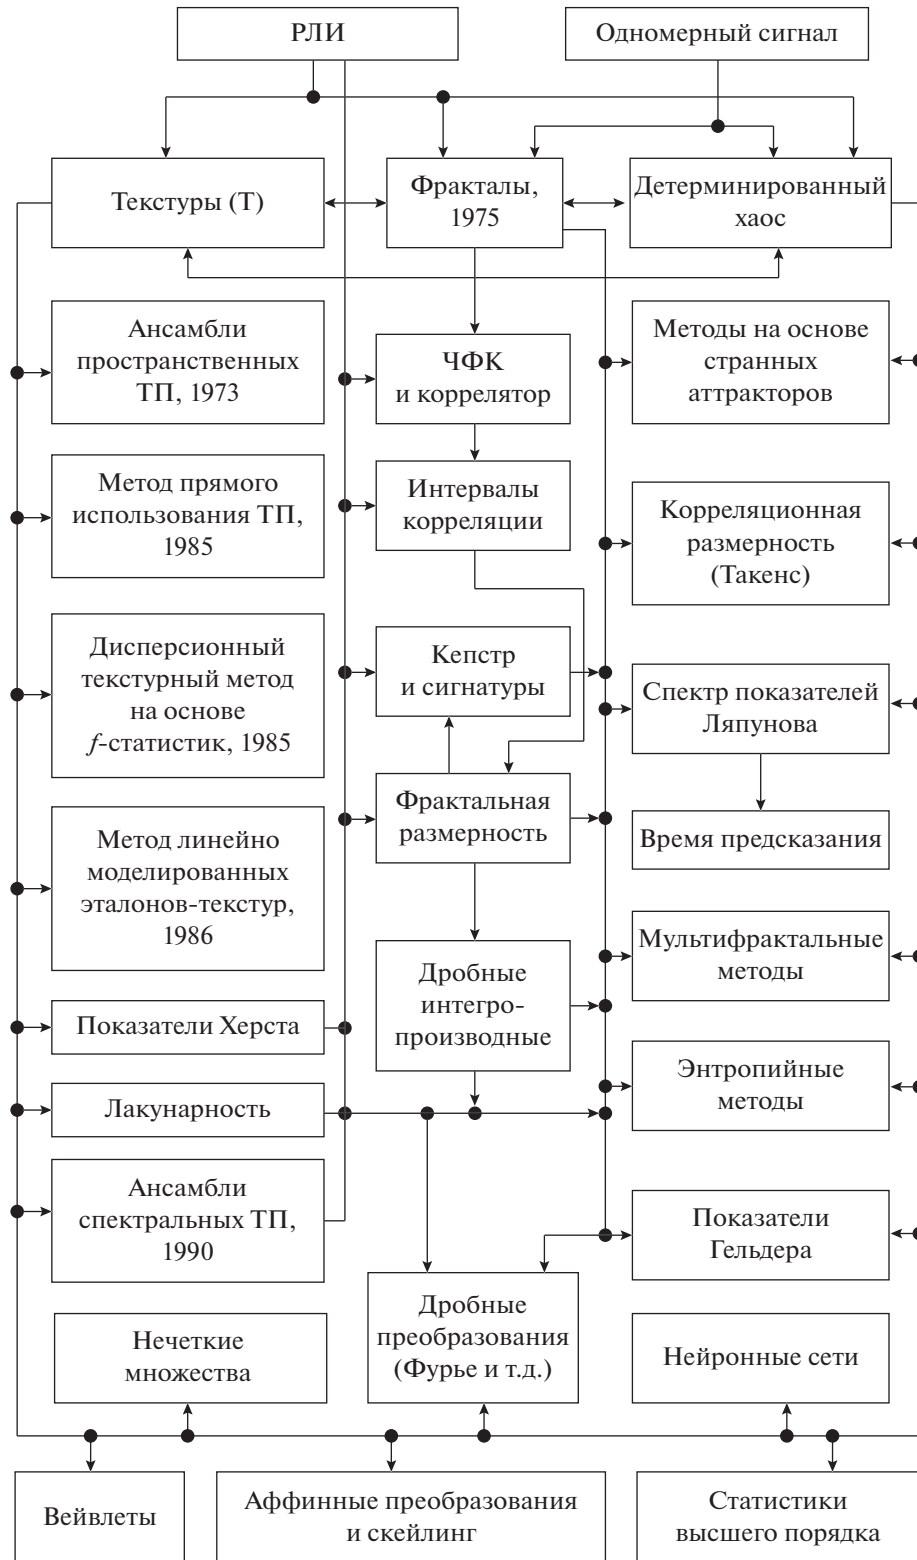 РЛИ
Одномерный сигнал
Текстуры (Т)
Фракталы,
1975
Детерминированный
хаос
Ансамбли
пространственных
ТП, 1973
ЧФК
и коррелятор
Методы на основе
странных
аттракторов
Метод прямого
использования ТП,
1985
Интервалы
корреляции
Корреляционная
размерность
(Такенс)
Дисперсионный
текстурный метод
на основе
f-статистик, 1985
Кепстр
и сигнатуры
Спектр показателей
Ляпунова
Фрактальная
размерность
Время предсказания
Метод линейно
моделированных
эталонов-текстур,
1986
Дробные
интегро-
производные
Мультифрактальные
методы
Показатели Херста
Энтропийные
методы
Лакунарность
Ансамбли
спектральных ТП,
1990
Показатели
Гельдера
Дробные
преобразования
(Фурье и т.д.)
Нечеткие
множества
Нейронные сети
Вейвлеты
Аффинные преобразования
и скейлинг
Статистики
высшего порядка